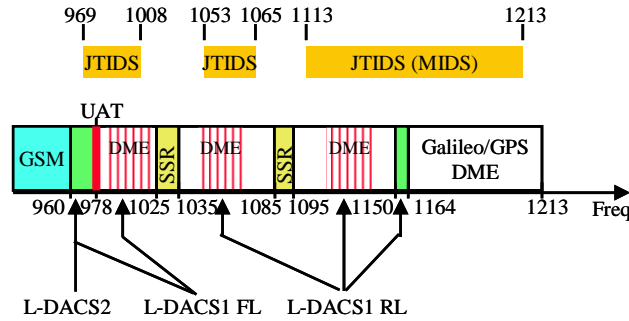 969 1008 1053 1065 1113 1213
JTIDS JTIDS JTIDS (MIDS)
UAT
GSM DME SSR DME SSR DME Galileo/GPS
DME
960 978 1025 1035 1085 1095 1150 1164 1213
Freq
L-DACS2 L-DACS1 FL L-DACS1 RL